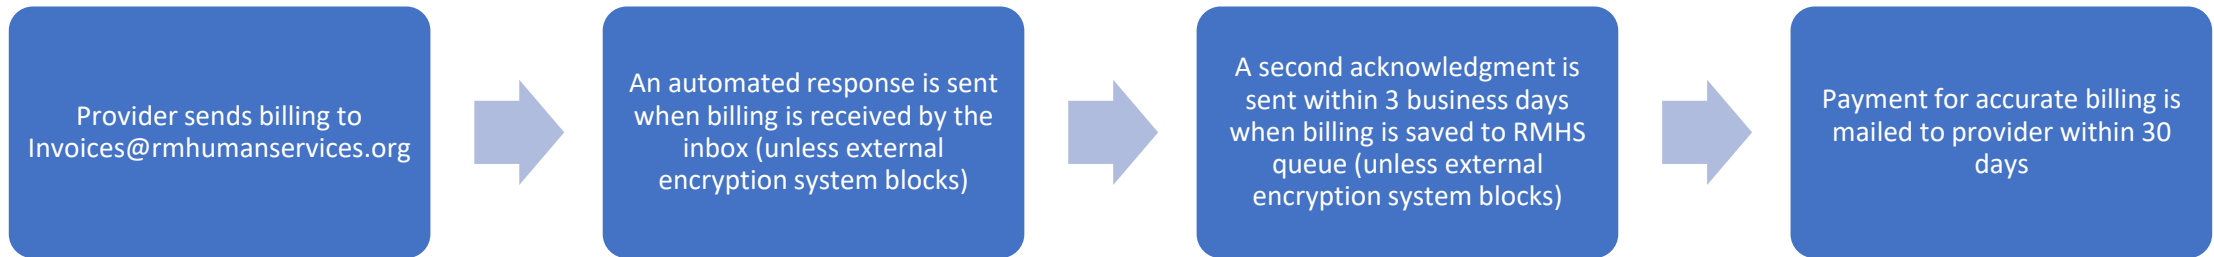 Provider sends billing to
Invoices@rmhumanservices.org
An automated response is sent
when billing is received by the
inbox (unless external
encryption system blocks)
A second acknowledgment is
sent within 3 business days
when billing is saved to RMHS
queue (unless external
encryption system blocks)
Payment for accurate billing is
mailed to provider within 30
days